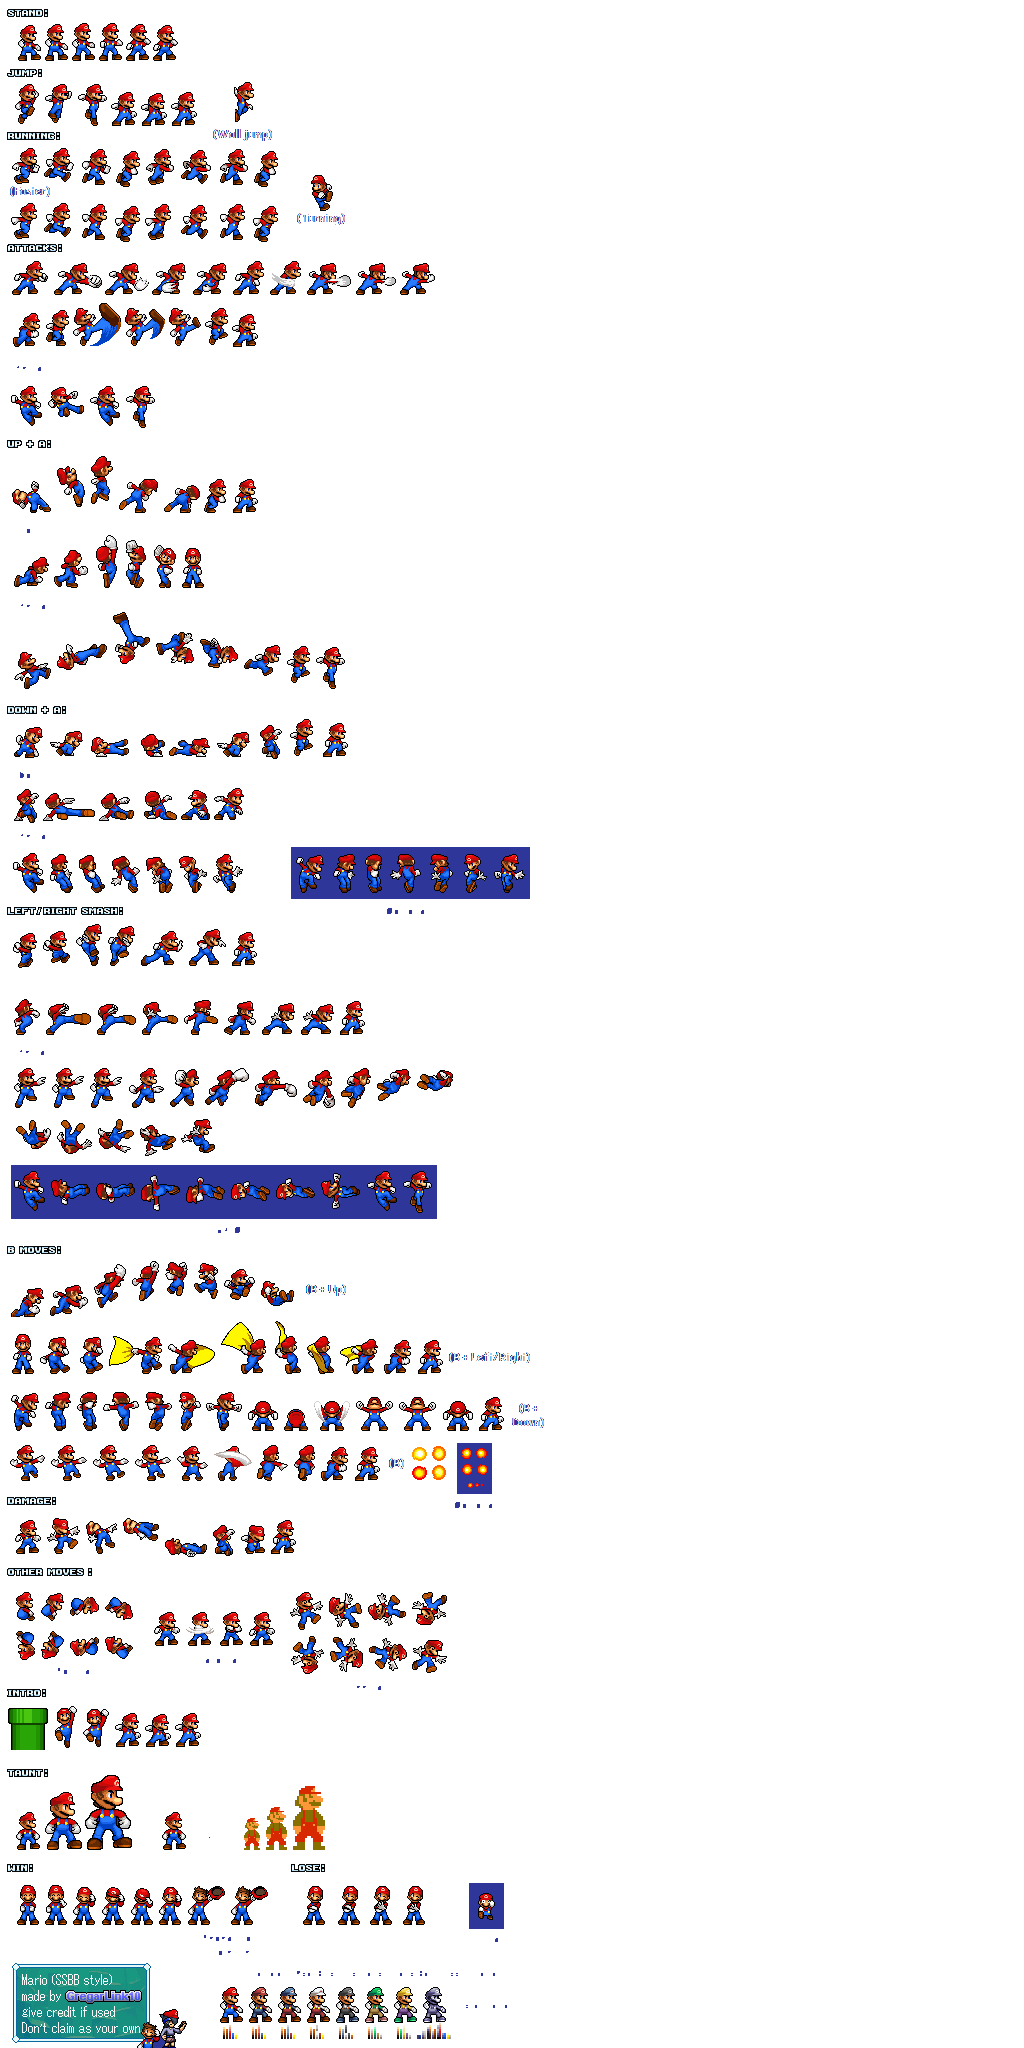 STAND:
JUMP:
(Wall jump)
RUNNING:
(Faster)
(Turning)
ATTACKS:
UP + A:
DOWN + A:
LEFT/RIGHT SMASH:
B MOVES:
(B + Up)
(B + Left/Right)
(B +
Down)
(B)
DAMAGE:
OTHER MOVES :
INTRO:
TAUNT:
WIN:
LOSE:
Mario (SSBB style)
made by GregarLink10
give credit if used
Don't claim as your own